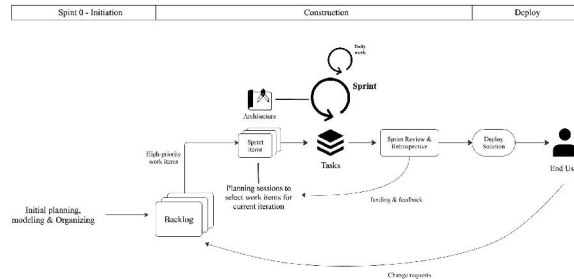 Spint 0 - Initiation
Construction
Deploy
Daily
work
Sprint
Architecture
High-priority
work items
Sprint
items
Tasks
Sprint Review &
Retrospective
Deploy
Solution
End Us
Planning sessions to
select work items for
current iteration
funding & feedback
Initial planning,
modeling & Organizing
Backlog
Change requests